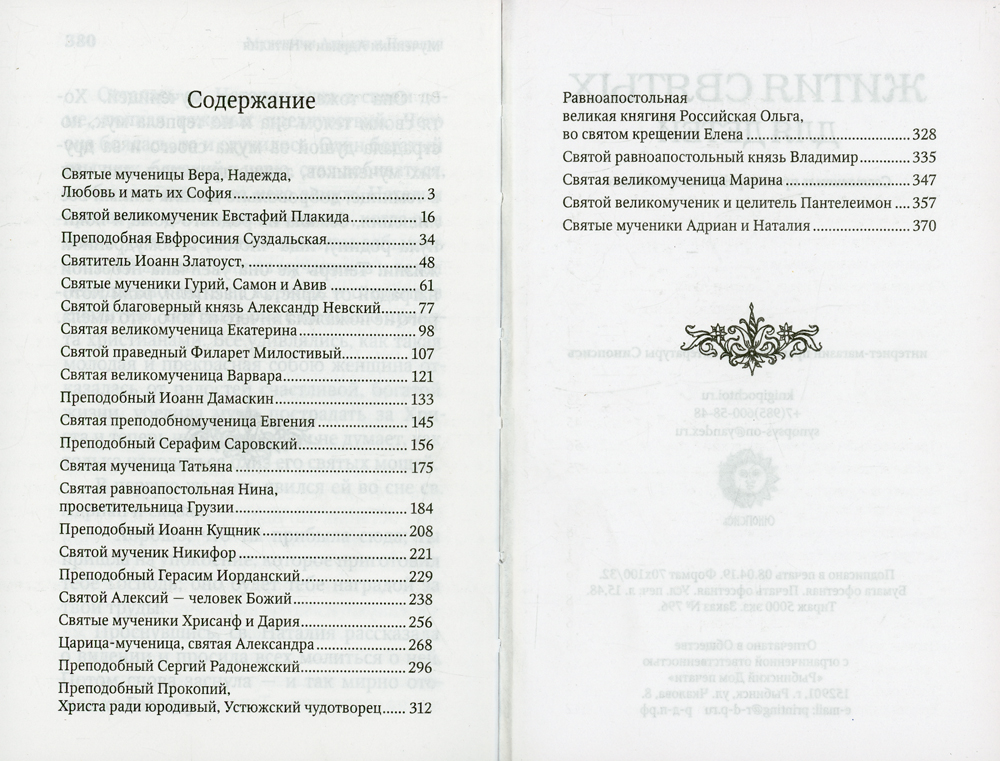 Содержание
Святые мученицы Вера, Надежда,
Любовь и мать их София ..... 3
Святой великомученик Евстафий Плакида ..... 16
Преподобная Евфросиния Суздальская ..... 34
Святитель Иоанн Златоуст, ..... 48
Святые мученики Гурий, Самон и Авив ..... 61
Святой благоверный князь Александр Невский ..... 77
Святая великомученица Екатерина ..... 98
Святой праведный Филарет Милостивый ..... 107
Святая великомученица Варвара ..... 121
Преподобный Иоанн Дамаскин ..... 133
Святая преподобномученица Евгения ..... 145
Преподобный Серафим Саровский ..... 156
Святая мученица Татьяна ..... 175
Святая равноапостольная Нина,
просветительница Грузии ..... 184
Преподобный Иоанн Кущник ..... 208
Святой мученик Никифор ..... 221
Преподобный Герасим Иорданский ..... 229
Святой Алексий — человек Божий ..... 238
Святые мученики Хрисанф и Дария ..... 256
Царица-мученица, святая Александра ..... 268
Преподобный Сергий Радонежский ..... 296
Преподобный Прокопий,
Христа ради юродивый, Устюжский чудотворец ..... 312
Равноапостольная
великая княгиня Российская Ольга,
во святом крещении Елена ..... 328
Святой равноапостольный князь Владимир ..... 335
Святая великомученица Марина ..... 347
Святой великомученик и целитель Пантелеимон ..... 357
Святые мученики Адриан и Наталия ..... 370